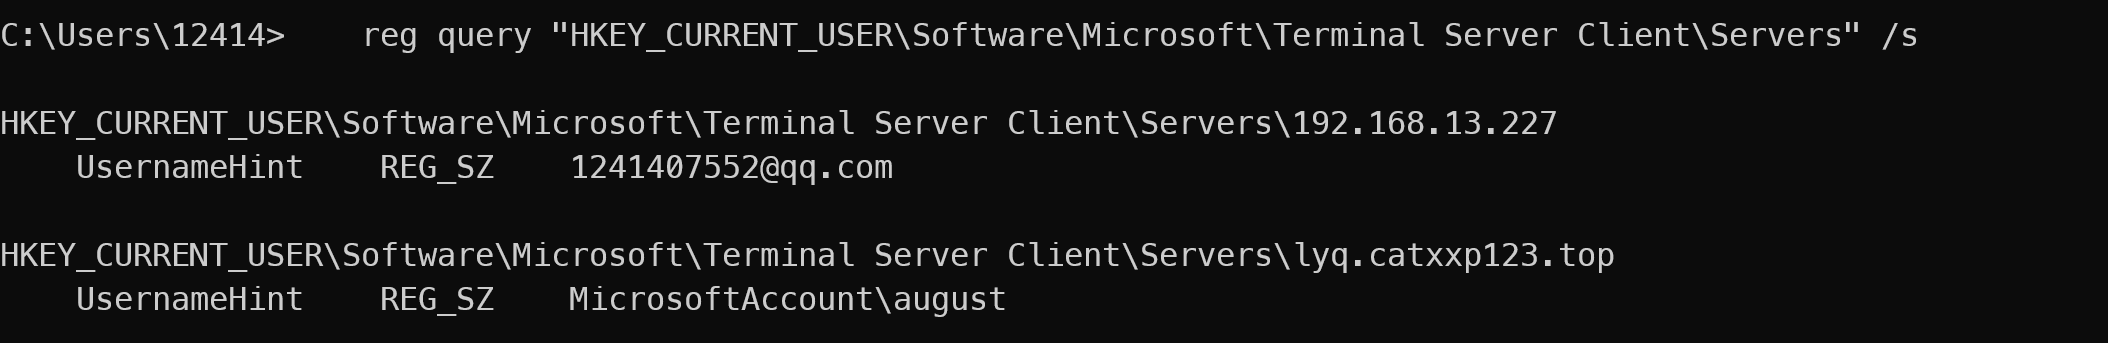 C:\Users\12414>    reg query "HKEY_CURRENT_USER\Software\Microsoft\Terminal Server Client\Servers" /s
HKEY_CURRENT_USER\Software\Microsoft\Terminal Server Client\Servers\192.168.13.227
    UsernameHint    REG_SZ    1241407552@qq.com
HKEY_CURRENT_USER\Software\Microsoft\Terminal Server Client\Servers\lyq.catxxp123.top
    UsernameHint    REG_SZ    MicrosoftAccount\august